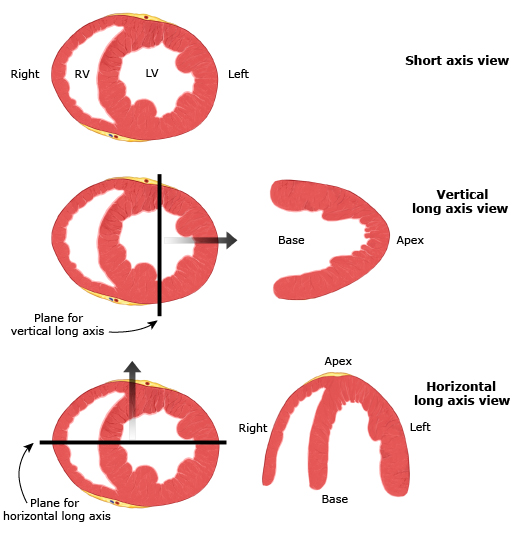 Short axis view
Right
RV
LV
Left
Vertical
long axis view
Base
Apex
Plane for
vertical long axis
Apex
Horizontal
long axis view
Right
Left
Plane for
horizontal long axis
Base